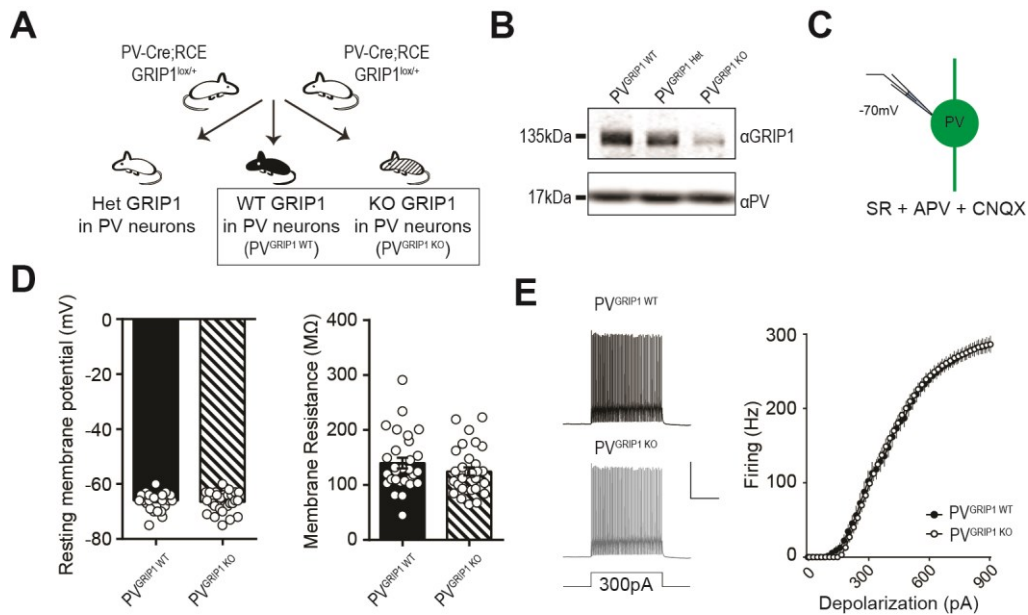 A
PV-Cre;RCE
GRIP1lox/+
PV-Cre;RCE
GRIP1lox/+
Het GRIP1
in PV neurons
WT GRIP1
in PV neurons
(PVGRIP1 WT)
KO GRIP1
in PV neurons
(PVGRIP1 KO)
B
PVGRIP1 WT
PVGRIP1 Het
PVGRIP1 KO
135kDa
αGRIP1
17kDa
αPV
C
-70mV
PV
SR + APV + CNQX
D
Resting membrane potential (mV)
0
-20
-40
-60
-80
PVGRIP1 WT
PVGRIP1 KO
Membrane Resistance (MΩ)
400
300
200
100
0
PVGRIP1 WT
PVGRIP1 KO
E
PVGRIP1 WT
PVGRIP1 KO
300pA
Firing (Hz)
300
200
100
0
PVGRIP1 WT
PVGRIP1 KO
0
300
600
900
Depolarization (pA)